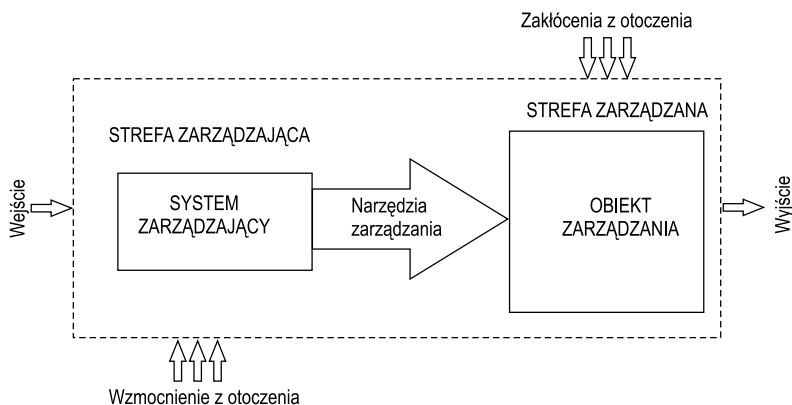 Zakłócenia z otoczenia
STREFA ZARZĄDZAJĄCA
STREFA ZARZĄDZANA
Wejście
SYSTEM
ZARZĄDZAJĄCY
Narzędzia
zarządzania
OBIEKT
ZARZĄDZANIA
Wyjście
Wzmocnienie z otoczenia